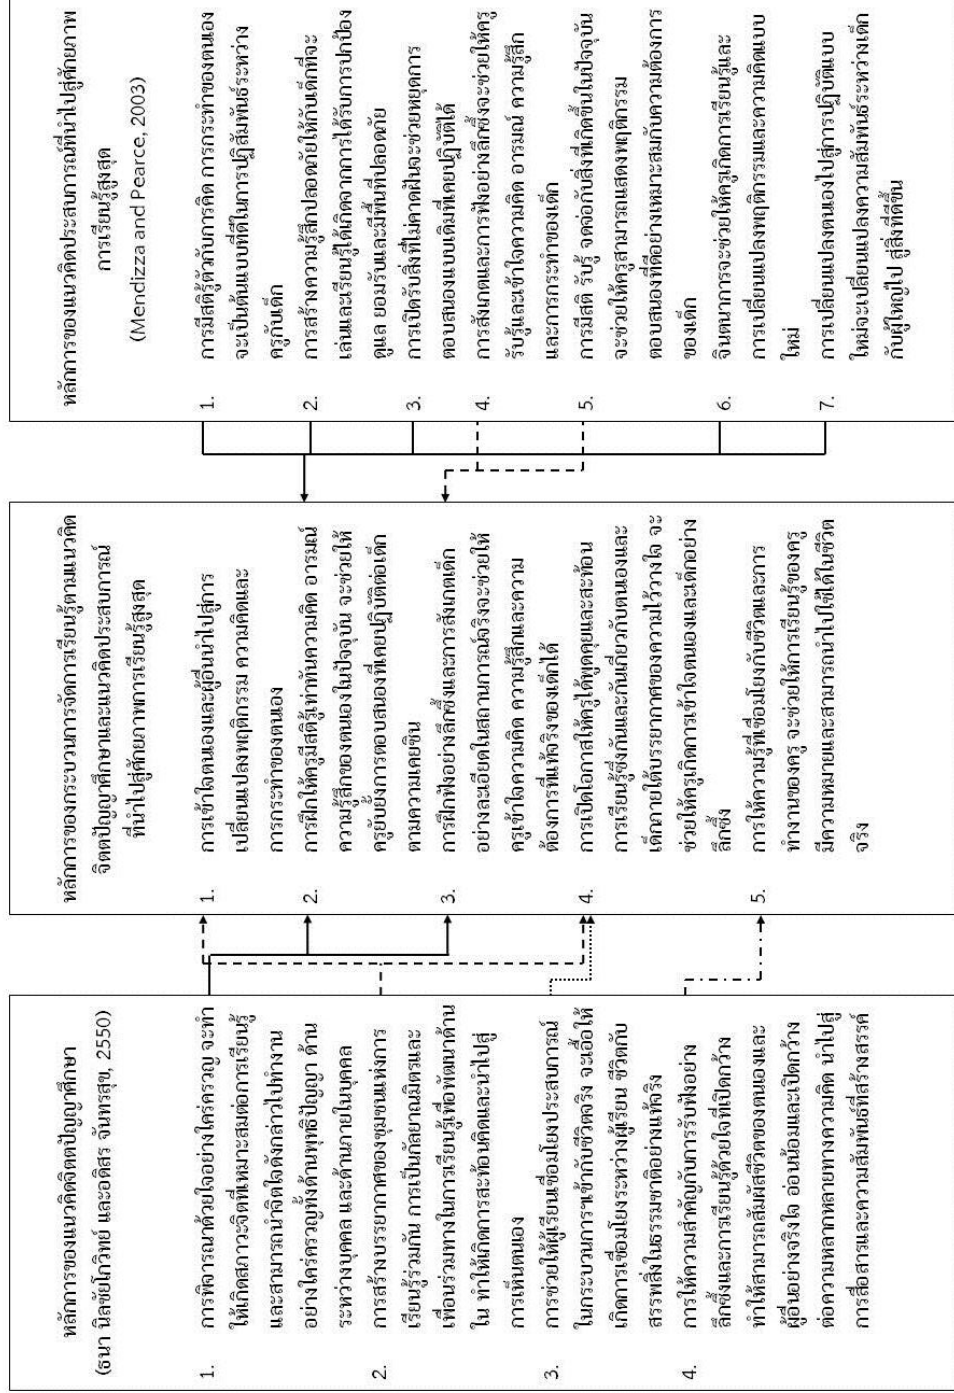 หลักการของแนวคิดจิตตปัญญาศึกษา
(ธนา นิลชัยโกวิทย์ และอดิศร จันทรสุข, 2550)
1. การพิจารณาด้วยใจอย่างใคร่ครวญ จะทำ
ให้เกิดสภาวะจิตที่เหมาะสมต่อการเรียนรู้
และสามารถนำจิตใจดังกล่าวไปทำงาน
อย่างใคร่ครวญทั้งด้านพุทธิปัญญา ด้าน
ระหว่างบุคคล และด้านภายในบุคคล
2. การสร้างบรรยากาศของชุมชนแห่งการ
เรียนรู้ร่วมกัน การเป็นกัลยาณมิตรและ
เพื่อนร่วมทางในการเรียนรู้เพื่อพัฒนาด้าน
ใน ทำให้เกิดการสะท้อนคิดและนำไปสู่
การเห็นตนเอง
3. การช่วยให้ผู้เรียนเชื่อมโยงประสบการณ์
ในกระบวนการฯเข้ากับชีวิตจริง จะเอื้อให้
เกิดการเชื่อมโยงระหว่างผู้เรียน ชีวิตกับ
สรรพสิ่งในธรรมชาติอย่างแท้จริง
4. การให้ความสำคัญกับการรับฟังอย่าง
ลึกซึ้งและการเรียนรู้ด้วยใจที่เปิดกว้าง
ทำให้สามารถสัมผัสชีวิตของตนเองและ
ผู้อื่นอย่างจริงใจ อ่อนน้อมและเปิดกว้าง
ต่อความหลากหลายทางความคิด นำไปสู่
การสื่อสารและความสัมพันธ์ที่สร้างสรรค์
หลักการของกระบวนการจัดการเรียนรู้ตามแนวคิด
จิตตปัญญาศึกษาและแนวคิดประสบการณ์
ที่นำไปสู่ศักยภาพการเรียนรู้สูงสุด
1. การเข้าใจตนเองและผู้อื่นนำไปสู่การ
เปลี่ยนแปลงพฤติกรรม ความคิดและ
การกระทำของตนเอง
2. การฝึกให้ครูมีสติรู้เท่าทันความคิด อารมณ์
ความรู้สึกของตนเองในปัจจุบัน จะช่วยให้
ครูยับยั้งการตอบสนองที่เคยปฏิบัติต่อเด็ก
ตามความเคยชิน
3. การฝึกฟังอย่างลึกซึ้งและการสังเกตเด็ก
อย่างละเอียดในสถานการณ์จริงจะช่วยให้
ครูเข้าใจความคิด ความรู้สึกและความ
ต้องการที่แท้จริงของเด็กได้
4. การเปิดโอกาสให้ครูได้พูดคุยและสะท้อน
การเรียนรู้ซึ่งกันและกันเกี่ยวกับตนเองและ
เด็กภายใต้บรรยากาศของความไว้วางใจ จะ
ช่วยให้ครูเกิดการเข้าใจตนเองและเด็กอย่าง
ลึกซึ้ง
5. การให้ความรู้ที่เชื่อมโยงกับชีวิตและการ
ทำงานของครู จะช่วยให้การเรียนรู้ของครู
มีความหมายและสามารถนำไปใช้ได้ในชีวิต
จริง
หลักการของแนวคิดประสบการณ์ที่นำไปสู่ศักยภาพ
การเรียนรู้สูงสุด
(Mendizza and Pearce, 2003)
1. การมีสติรู้ตัวกับการคิด การกระทำของตนเอง
จะเป็นต้นแบบที่ดีในการปฏิสัมพันธ์ระหว่าง
ครูกับเด็ก
2. การสร้างความรู้สึกปลอดภัยให้กับเด็กที่จะ
เล่นและเรียนรู้ได้เกิดจากการได้รับการปกป้อง
ดูแล ยอมรับและมีพื้นที่ปลอดภัย
3. การเปิดรับสิ่งที่ไม่คาดฝันจะช่วยหยุดการ
ตอบสนองแบบเดิมที่เคยปฏิบัติได้
4. การสังเกตและการฟังอย่างลึกซึ้งจะช่วยให้ครู
รับรู้และเข้าใจความคิด อารมณ์ ความรู้สึก
และการกระทำของเด็ก
5. การมีสติ รับรู้ จดจ่อกับสิ่งที่เกิดขึ้นในปัจจุบัน
จะช่วยให้ครูสามารถแสดงพฤติกรรม
ตอบสนองที่ดีอย่างเหมาะสมกับความต้องการ
ของเด็ก
6. จินตนาการจะช่วยให้ครูเกิดการเรียนรู้และ
การเปลี่ยนแปลงพฤติกรรมและความคิดแบบ
ใหม่
7. การเปลี่ยนแปลงตนเองไปสู่การปฏิบัติแบบ
ใหม่จะเปลี่ยนแปลงความสัมพันธ์ระหว่างเด็ก
กับผู้ใหญ่ไป สู่สิ่งที่ดีขึ้น